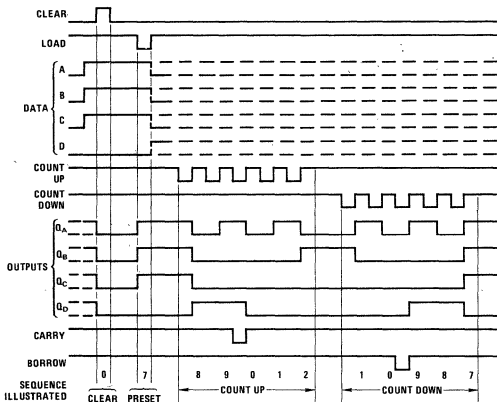 CLEAR
LOAD
A
B
DATA
C
D
COUNT
UP
COUNT
DOWN
QA
QB
OUTPUTS
QC
QD
CARRY
BORROW
0 7 8 9 0 1 2 1 0 9 8 7
SEQUENCE
ILLUSTRATED
CLEAR PRESET COUNT UP COUNT DOWN